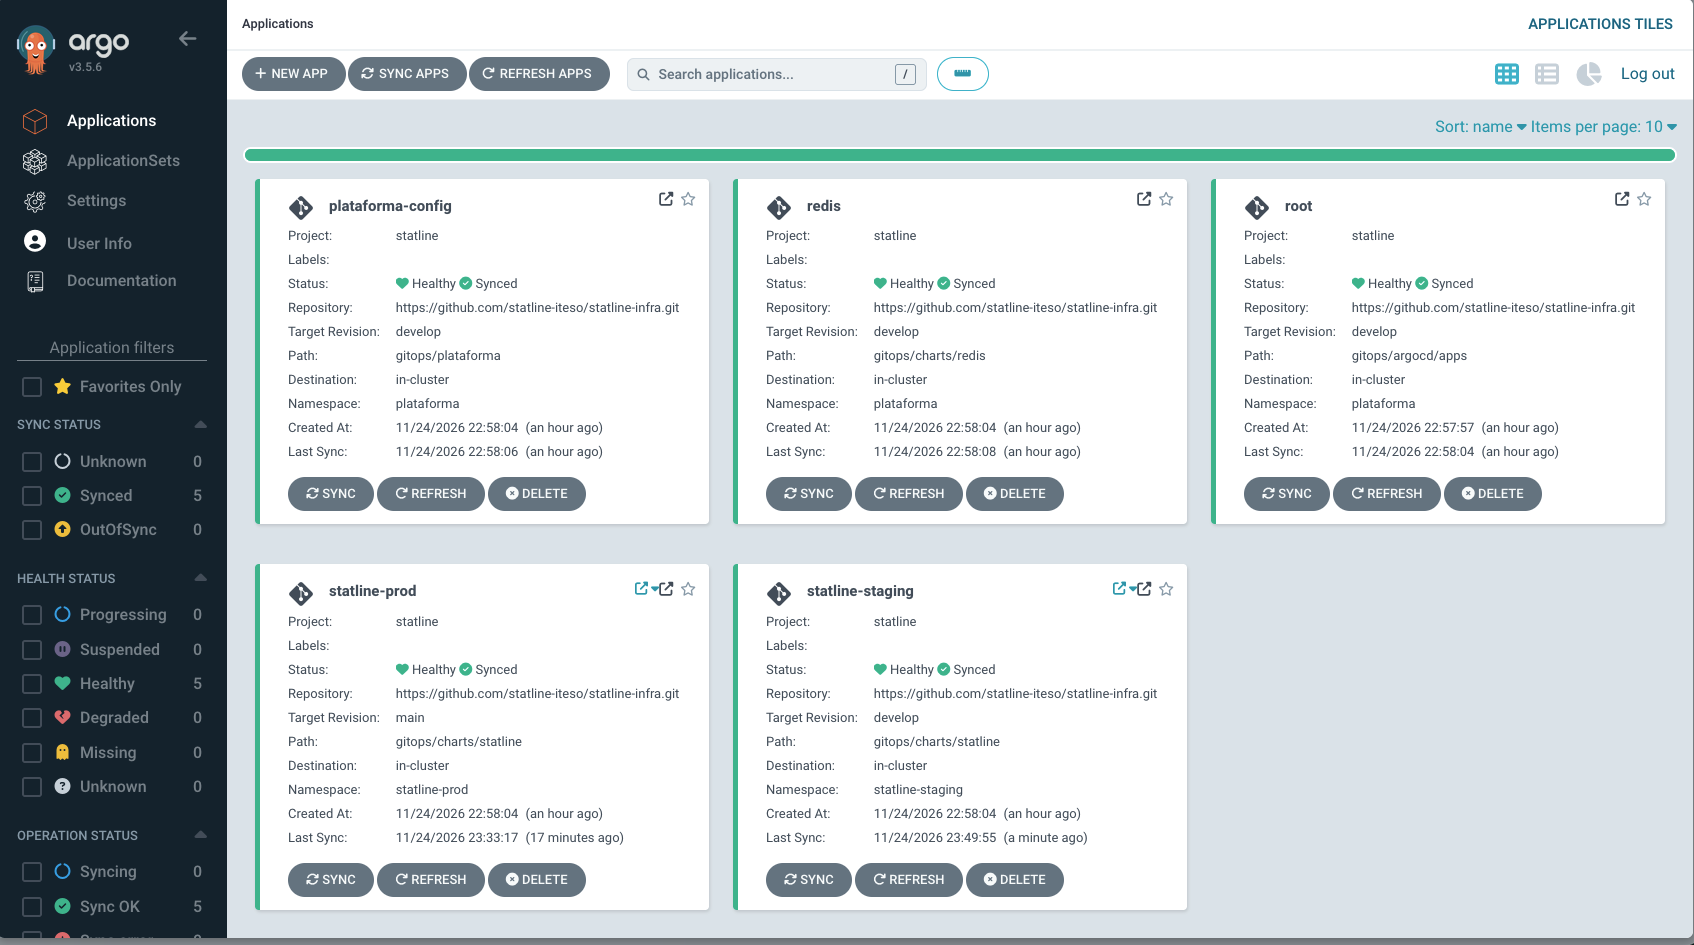 argo
v3.5.6
Applications
ApplicationSets
Settings
User Info
Documentation
Application filters
Favorites Only
SYNC STATUS
Unknown 0
Synced 5
OutOfSync 0
HEALTH STATUS
Progressing 0
Suspended 0
Healthy 5
Degraded 0
Missing 0
Unknown 0
OPERATION STATUS
Syncing 0
Sync OK 5
Applications
APPLICATIONS TILES
NEW APP SYNC APPS REFRESH APPS Search applications... / Log out
Sort: name Items per page: 10
plataforma-config
Project: statline
Labels:
Status: Healthy Synced
Repository: https://github.com/statline-iteso/statline-infra.git
Target Revision: develop
Path: gitops/plataforma
Destination: in-cluster
Namespace: plataforma
Created At: 11/24/2026 22:58:04 (an hour ago)
Last Sync: 11/24/2026 22:58:06 (an hour ago)
SYNC REFRESH DELETE
redis
Project: statline
Labels:
Status: Healthy Synced
Repository: https://github.com/statline-iteso/statline-infra.git
Target Revision: develop
Path: gitops/charts/redis
Destination: in-cluster
Namespace: plataforma
Created At: 11/24/2026 22:58:04 (an hour ago)
Last Sync: 11/24/2026 22:58:08 (an hour ago)
SYNC REFRESH DELETE
root
Project: statline
Labels:
Status: Healthy Synced
Repository: https://github.com/statline-iteso/statline-infra.git
Target Revision: develop
Path: gitops/argocd/apps
Destination: in-cluster
Namespace: plataforma
Created At: 11/24/2026 22:57:57 (an hour ago)
Last Sync: 11/24/2026 22:58:04 (an hour ago)
SYNC REFRESH DELETE
statline-prod
Project: statline
Labels:
Status: Healthy Synced
Repository: https://github.com/statline-iteso/statline-infra.git
Target Revision: main
Path: gitops/charts/statline
Destination: in-cluster
Namespace: statline-prod
Created At: 11/24/2026 22:58:04 (an hour ago)
Last Sync: 11/24/2026 23:33:17 (17 minutes ago)
SYNC REFRESH DELETE
statline-staging
Project: statline
Labels:
Status: Healthy Synced
Repository: https://github.com/statline-iteso/statline-infra.git
Target Revision: develop
Path: gitops/charts/statline
Destination: in-cluster
Namespace: statline-staging
Created At: 11/24/2026 22:58:04 (an hour ago)
Last Sync: 11/24/2026 23:49:55 (a minute ago)
SYNC REFRESH DELETE